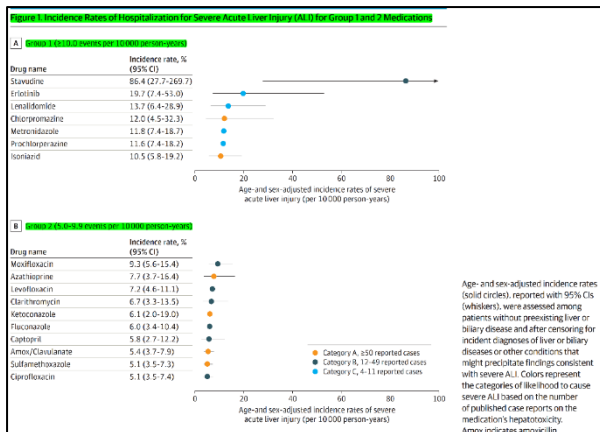 Figure 1. Incidence Rates of Hospitalization for Severe Acute Liver Injury (ALI) for Group 1 and 2 Medications
A Group 1 (≥10.0 events per 10 000 person-years)
Drug name Incidence rate, % (95% CI)
Stavudine 86.4 (27.7-269.7)
Erlotinib 19.7 (7.4-53.0)
Lenalidomide 13.7 (6.4-28.9)
Chlorpromazine 12.0 (4.5-32.3)
Metronidazole 11.8 (7.4-18.7)
Prochlorperazine 11.6 (7.4-18.2)
Isoniazid 10.5 (5.8-19.2)
0 20 40 60 80 100
Age- and sex-adjusted incidence rates of severe
acute liver injury (per 10 000 person-years)
B Group 2 (5.0-9.9 events per 10 000 person-years)
Drug name Incidence rate, % (95% CI)
Moxifloxacin 9.3 (5.6-15.4)
Azathioprine 7.7 (3.7-16.4)
Levofloxacin 7.2 (4.6-11.1)
Clarithromycin 6.7 (3.3-13.5)
Ketoconazole 6.1 (2.0-19.0)
Fluconazole 6.0 (3.4-10.4)
Captopril 5.8 (2.7-12.2)
Amox/Clavulanate 5.4 (3.7-7.9)
Sulfamethoxazole 5.1 (3.5-7.3)
Ciprofloxacin 5.1 (3.5-7.4)
Category A, ≥50 reported cases
Category B, 12-49 reported cases
Category C, 4-11 reported cases
0 20 40 60 80 100
Age- and sex-adjusted incidence rates of severe
acute liver injury (per 10 000 person-years)
Age- and sex-adjusted incidence rates
(solid circles), reported with 95% CIs
(whiskers), were assessed among
patients without preexisting liver or
biliary disease and after censoring for
incident diagnoses of liver or biliary
diseases or other conditions that
might precipitate findings consistent
with severe ALI. Colors represent
the categories of likelihood to cause
severe ALI based on the number
of published case reports on the
medication's hepatotoxicity.
Amox indicates amoxicillin